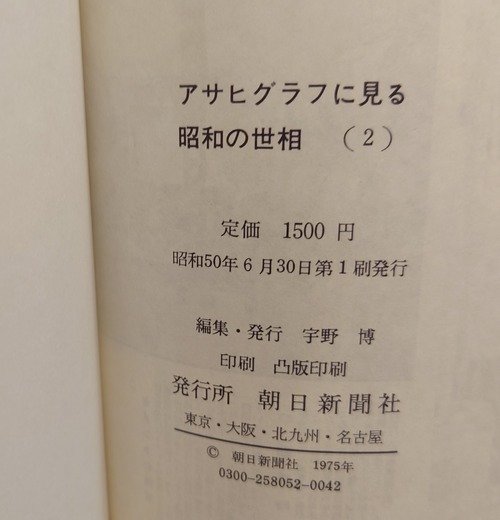 アサヒグラフに見る
昭和の世相 (2)
定価 1500 円
昭和50年6月30日第1刷発行
編集・発行 宇野 博
印刷 凸版印刷
発行所 朝日新聞社
東京・大阪・北九州・名古屋
© 朝日新聞社 1975年
0300-258052-0042